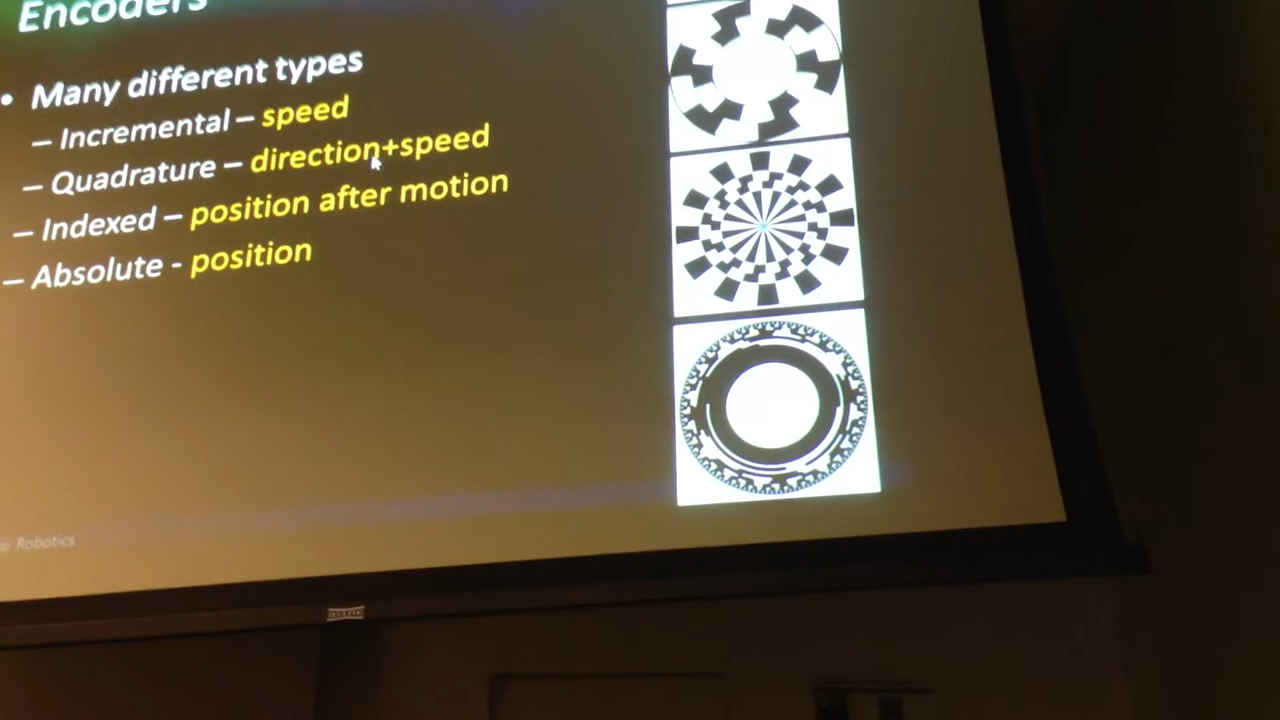 Encoders
• Many different types
– Incremental – speed
– Quadrature – direction+speed
– Indexed – position after motion
– Absolute - position
Robotics